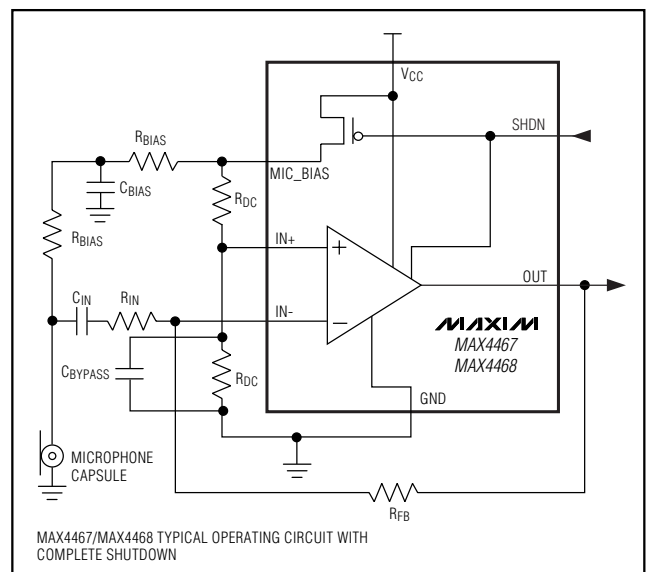 VCC
SHDN
RBIAS
MIC_BIAS
CBIAS
RDC
RBIAS
IN+
+
OUT
CIN
RIN
IN-
−
MAXIM
MAX4467
MAX4468
CBYPASS
RDC
GND
MICROPHONE
CAPSULE
RFB
MAX4467/MAX4468 TYPICAL OPERATING CIRCUIT WITH
COMPLETE SHUTDOWN